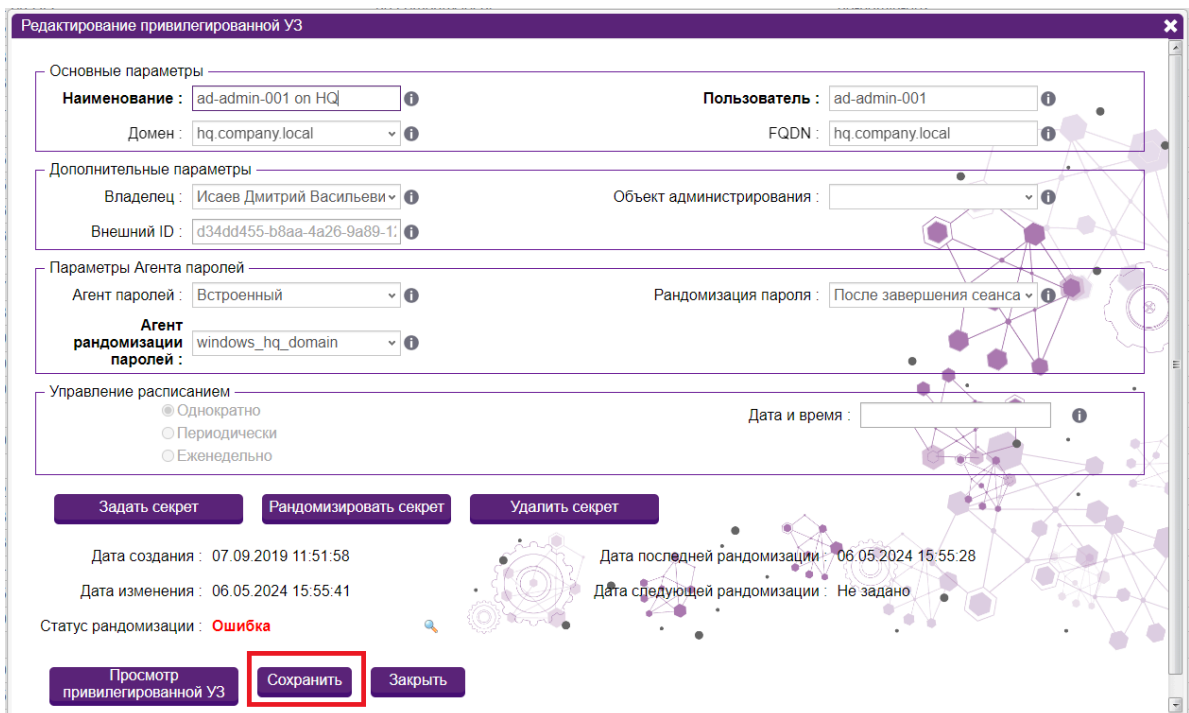 Редактирование привилегированной УЗ
Основные параметры
Наименование : ad-admin-001 on HQ
Пользователь : ad-admin-001
Домен : hq.company.local
FQDN : hq.company.local
Дополнительные параметры
Владелец : Исаев Дмитрий Васильеви
Объект администрирования :
Внешний ID : d34dd455-b8aa-4a26-9a89-12
Параметры Агента паролей
Агент паролей : Встроенный
Рандомизация пароля : После завершения сеанса
Агент
рандомизации
паролей :
windows_hq_domain
Управление расписанием
Однократно
Дата и время :
Периодически
Еженедельно
Задать секрет
Рандомизировать секрет
Удалить секрет
Дата создания : 07.09.2019 11:51:58
Дата последней рандомизации : 06.05.2024 15:55:28
Дата изменения : 06.05.2024 15:55:41
Дата следующей рандомизации : Не задано
Статус рандомизации : Ошибка
Просмотр
привилегированной УЗ
Сохранить
Закрыть